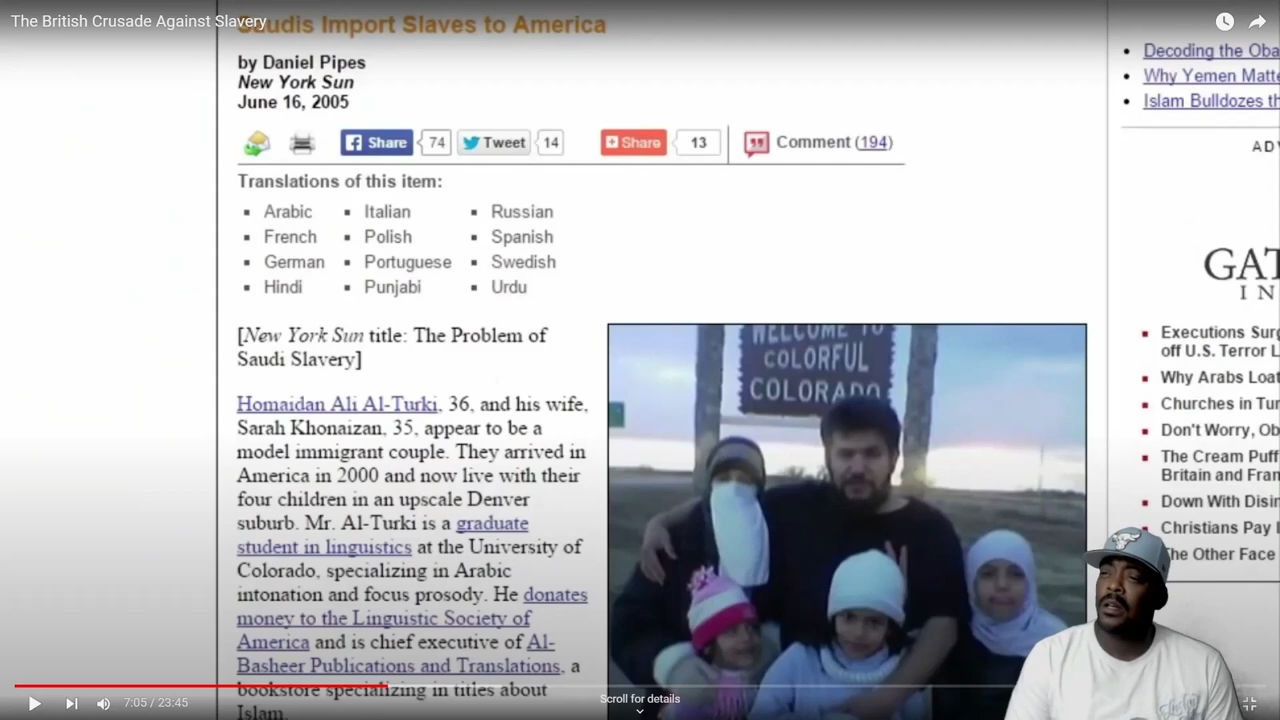 The British Crusade Against Slavery
Saudis Import Slaves to America
by Daniel Pipes
New York Sun
June 16, 2005
Share 74 Tweet 14 Share 13 Comment (194)
Translations of this item:
Arabic Italian Russian
French Polish Spanish
German Portuguese Swedish
Hindi Punjabi Urdu
[New York Sun title: The Problem of
Saudi Slavery]
Homaidan Ali Al-Turki, 36, and his wife,
Sarah Khonaizan, 35, appear to be a
model immigrant couple. They arrived in
America in 2000 and now live with their
four children in an upscale Denver
suburb. Mr. Al-Turki is a graduate
student in linguistics at the University of
Colorado, specializing in Arabic
intonation and focus prosody. He donates
money to the Linguistic Society of
America and is chief executive of Al-
Basheer Publications and Translations, a
bookstore specializing in titles about
Islam.
WELCOME TO
COLORFUL
COLORADO
Decoding the Oba
Why Yemen Matte
Islam Bulldozes th
AD
GAT
IN
Executions Surg
off U.S. Terror L
Why Arabs Loat
Churches in Tur
Don't Worry, Ob
The Cream Puff
Britain and Fran
Down With Disin
Christians Pay
The Other Face
7:05 / 23:45
Scroll for details